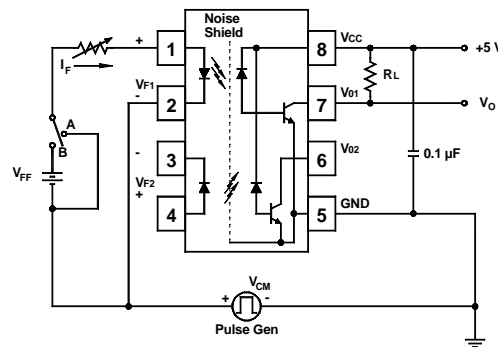 Noise
Shield
+ 1
8 VCC
+5 V
IF
VF1
- 2
7 V01
RL
VO
A
B
VFF
- 3
6 V02
0.1 µF
VF2
+ 4
5 GND
VCM
+ -
Pulse Gen